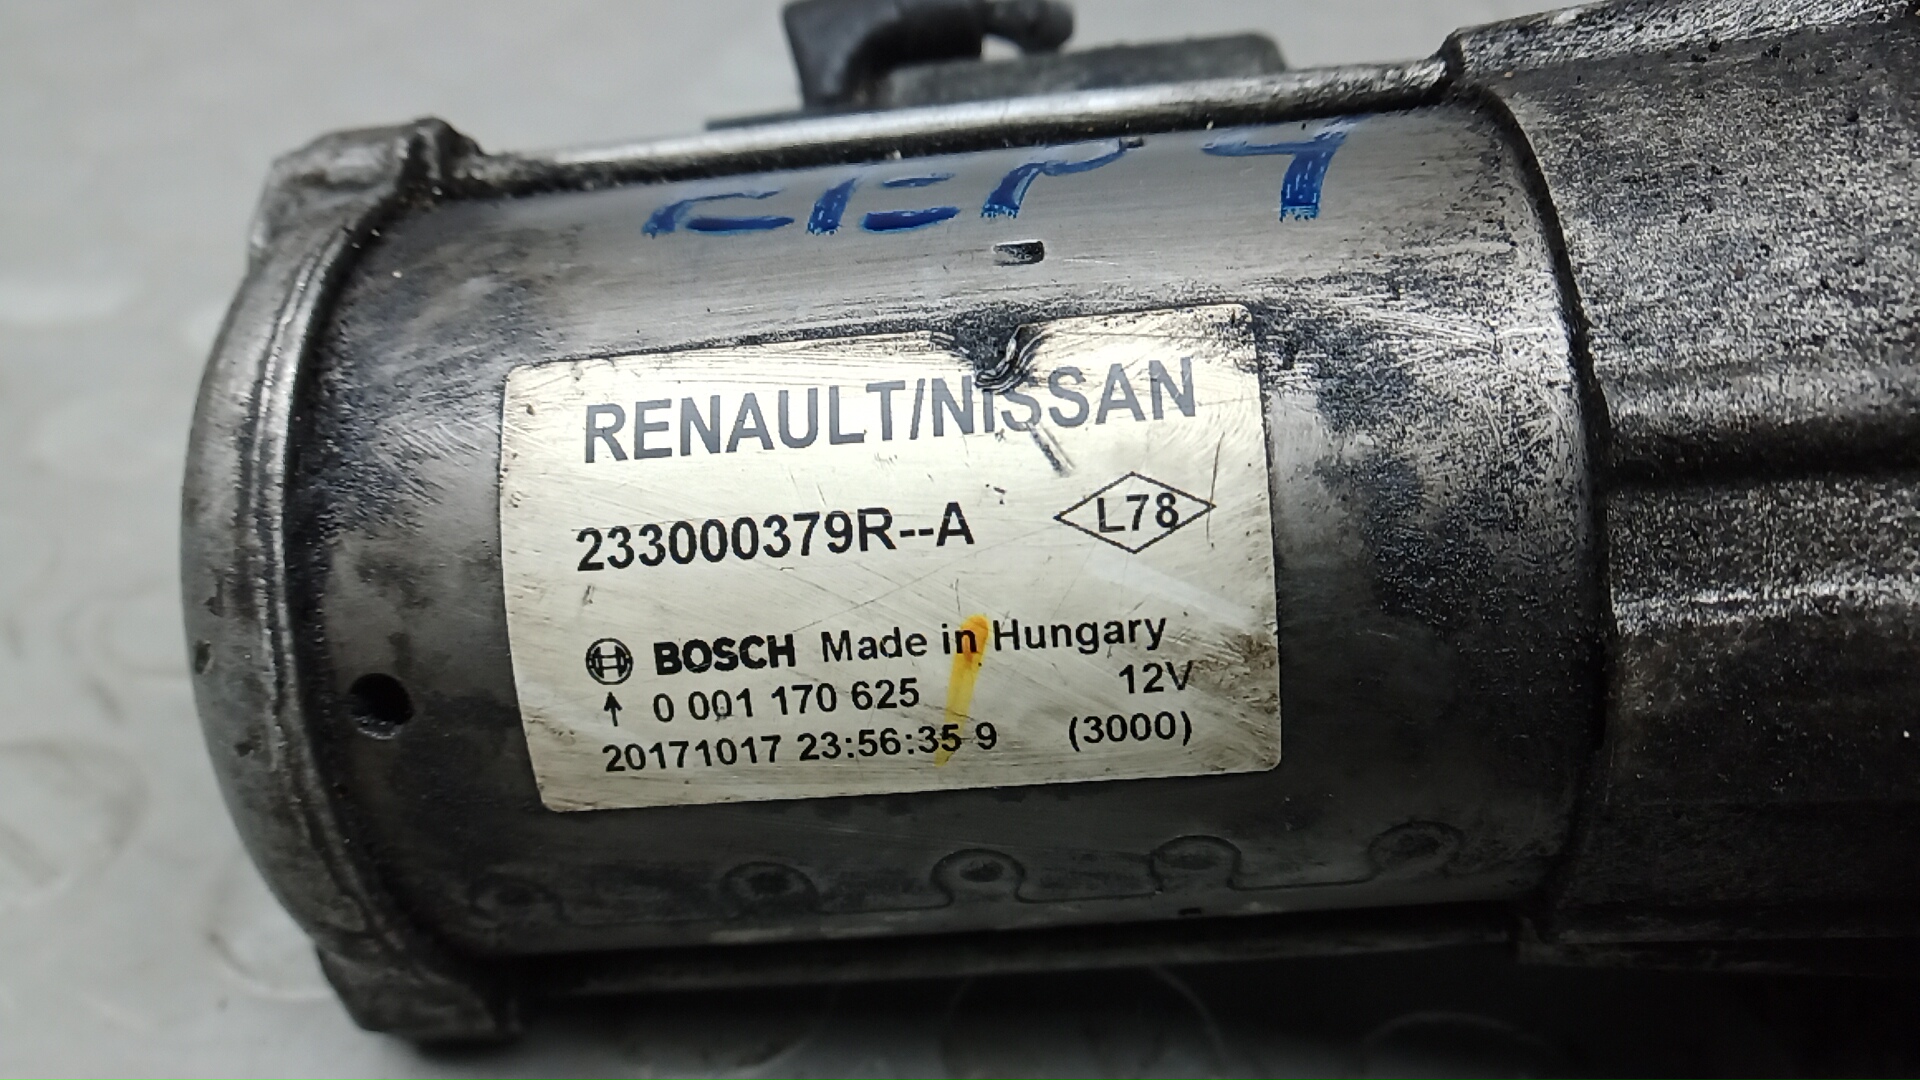 RENAULT/NISSAN
233000379R--A L78
BOSCH Made in Hungary
↑ 0 001 170 625 12V
20171017 23:56:35 9 (3000)